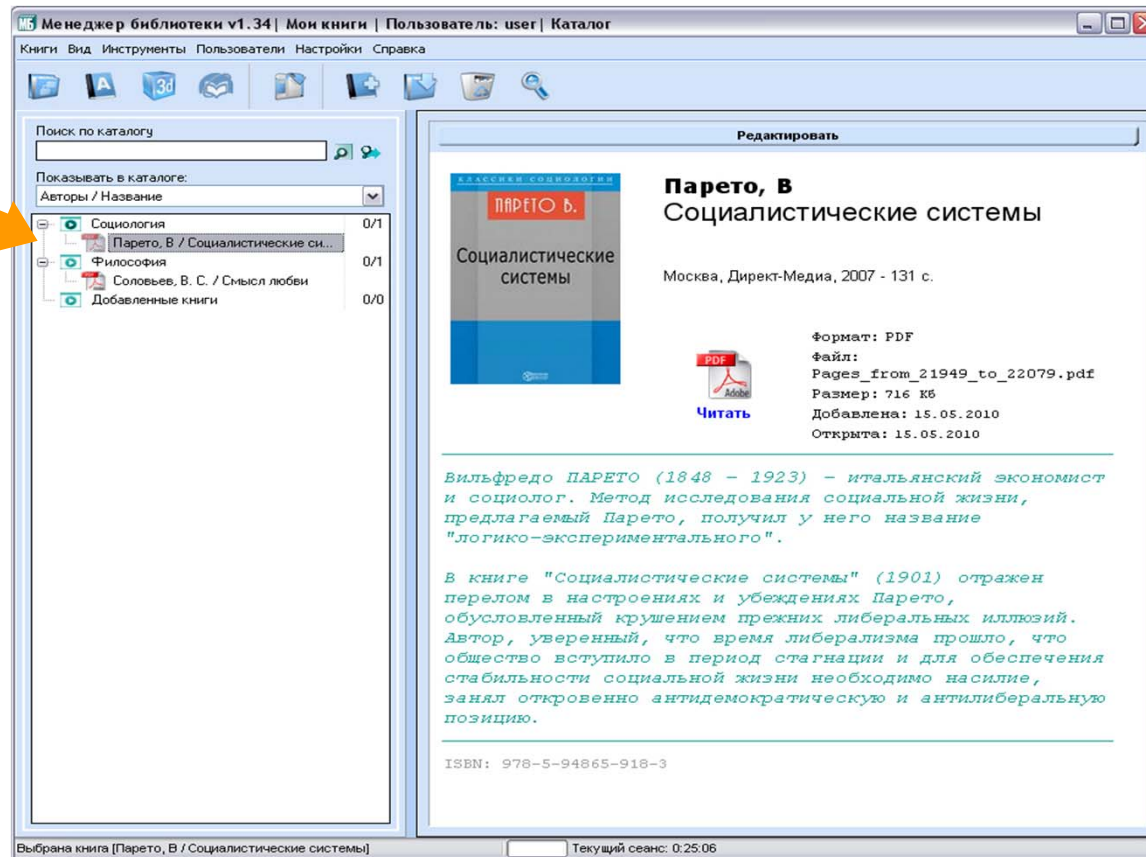 МБ Менеджер библиотеки v1.34| Мои книги | Пользователь: user| Каталог
Книги Вид Инструменты Пользователи Настройки Справка
A 3d
Поиск по каталогу
Показывать в каталоге:
Авторы / Название
Социология 0/1
Парето, В / Социалистические си...
Философия 0/1
Соловьев, В. С. / Смысл любви
Добавленные книги 0/0
Редактировать
КЛАССИКИ СОЦИОЛОГИИ
ПАРЕТО В.
Социалистические
системы
Парето, В
Социалистические системы
Москва, Директ-Медиа, 2007 - 131 с.
PDF
Adobe
Читать
Формат: PDF
Файл:
Pages_from_21949_to_22079.pdf
Размер: 716 Кб
Добавлена: 15.05.2010
Открыта: 15.05.2010
Вильфредо ПАРЕТО (1848 – 1923) – итальянский экономист
и социолог. Метод исследования социальной жизни,
предлагаемый Парето, получил у него название
"логико-экспериментального".
В книге "Социалистические системы" (1901) отражен
перелом в настроениях и убеждениях Парето,
обусловленный крушением прежних либеральных иллюзий.
Автор, уверенный, что время либерализма прошло, что
общество вступило в период стагнации и для обеспечения
стабильности социальной жизни необходимо насилие,
занял откровенно антидемократическую и антилиберальную
позицию.
ISBN: 978-5-94865-918-3
Выбрана книга [Парето, В / Социалистические системы]
Текущий сеанс: 0:25:06